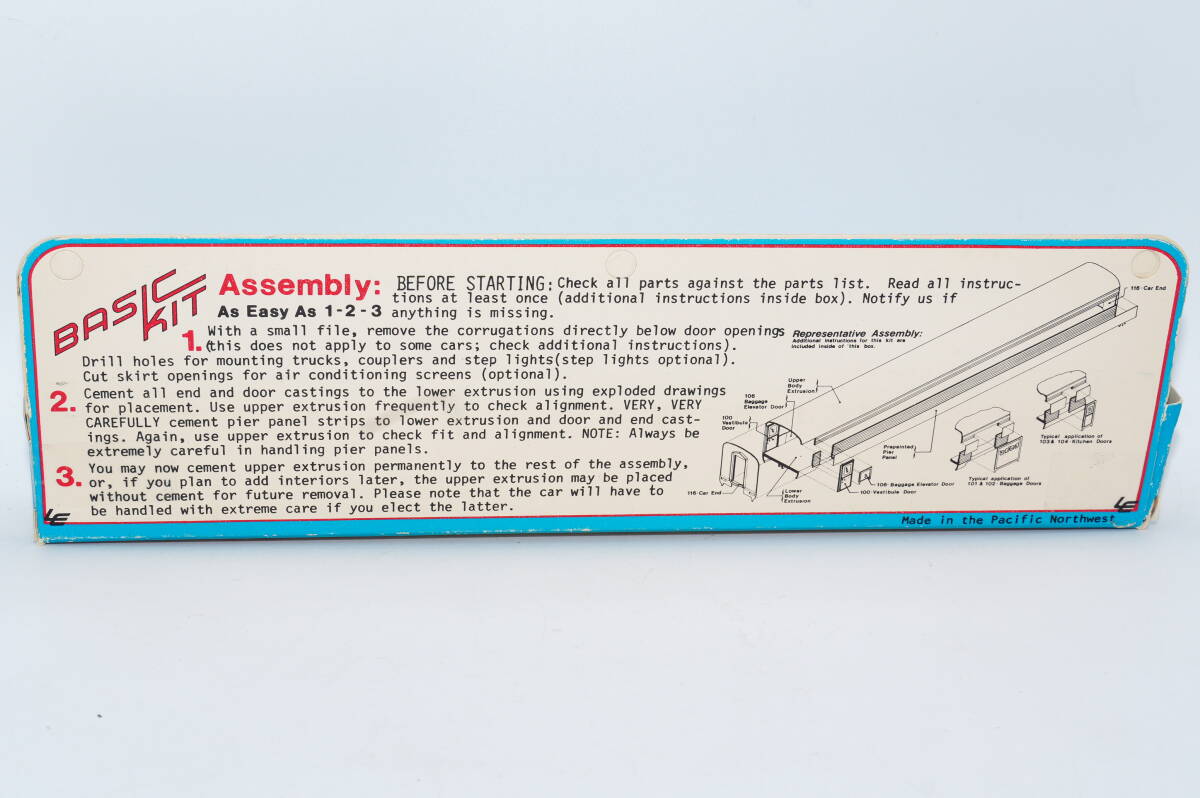 BASIC KIT
Assembly:
As Easy As 1-2-3
BEFORE STARTING: Check all parts against the parts list. Read all instruc-
tions at least once (additional instructions inside box). Notify us if
anything is missing.
1. With a small file, remove the corrugations directly below door openings
(this does not apply to some cars; check additional instructions).
Drill holes for mounting trucks, couplers and step lights(step lights optional).
Cut skirt openings for air conditioning screens (optional).
2. Cement all end and door castings to the lower extrusion using exploded drawings
for placement. Use upper extrusion frequently to check alignment. VERY, VERY
CAREFULLY cement pier panel strips to lower extrusion and door and end cast-
ings. Again, use upper extrusion to check fit and alignment. NOTE: Always be
extremely careful in handling pier panels.
3. You may now cement upper extrusion permanently to the rest of the assembly,
or, if you plan to add interiors later, the upper extrusion may be placed
without cement for future removal. Please note that the car will have to
be handled with extreme care if you elect the latter.
Representative Assembly:
Additional instructions for this kit are
included inside of this box.
116-Car End
Upper
Body
Extrusion
106
Baggage
Elevator Door
100
Vestibule
Door
Prepainted
Pier
Panel
Typical application of
103 & 104-Kitchen Doors
Typical application of
101 & 102-Baggage Doors
106-Baggage Elevator Door
100-Vestibule Door
116-Car End
Lower
Body
Extrusion
LE
Made in the Pacific Northwest
LE